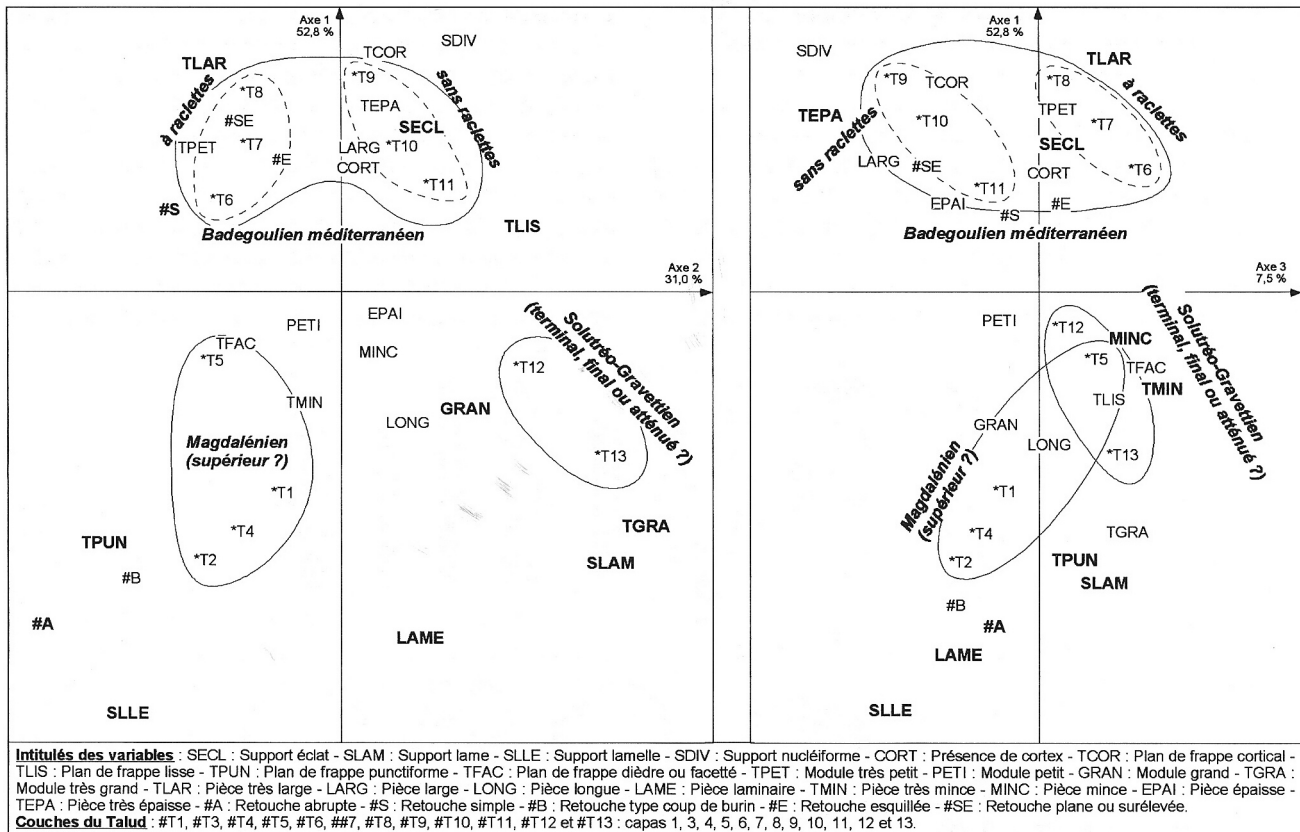 Axe 1
52,8 %
SDIV
TCOR
TLAR
*T9
*T8
à raclettes
sans raclettes
TEPA
#SE
SECL
TPET
*T7
LARG
*T10
#E
CORT
*T11
*T6
#S
TLIS
Badegoulien méditerranéen
Axe 2
31,0 %
PETI
EPAI
TFAC
*T5
MINC
*T12
Solutréo-Gravettien
(terminal, final ou atténué ?)
TMIN
GRAN
LONG
Magdalénien
(supérieur ?)
*T13
*T1
*T4
TGRA
TPUN
*T2
SLAM
#B
#A
LAME
SLLE
Axe 1
52,8 %
SDIV
TLAR
*T9
TCOR
*T8
à raclettes
TEPA
TPET
*T10
*T7
sans raclettes
SECL
LARG
#SE
CORT
*T6
*T11
EPAI
#S
#E
Badegoulien méditerranéen
Axe 3
7,5 %
PETI
*T12
MINC
Solutréo-Gravettien
(terminal, final ou atténué ?)
*T5
TFAC
TMIN
TLIS
GRAN
LONG
*T13
Magdalénien
(supérieur ?)
*T1
*T4
TGRA
*T2
TPUN
SLAM
#B
#A
LAME
SLLE
Intitulés des variables : SECL : Support éclat - SLAM : Support lame - SLLE : Support lamelle - SDIV : Support nucléiforme - CORT : Présence de cortex - TCOR : Plan de frappe cortical -
TLIS : Plan de frappe lisse - TPUN : Plan de frappe punctiforme - TFAC : Plan de frappe dièdre ou facetté - TPET : Module très petit - PETI : Module petit - GRAN : Module grand - TGRA :
Module très grand - TLAR : Pièce très large - LARG : Pièce large - LONG : Pièce longue - LAME : Pièce laminaire - TMIN : Pièce très mince - MINC : Pièce mince - EPAI : Pièce épaisse -
TEPA : Pièce très épaisse - #A : Retouche abrupte - #S : Retouche simple - #B : Retouche type coup de burin - #E : Retouche esquillée - #SE : Retouche plane ou surélevée.
Couches du Talud : #T1, #T3, #T4, #T5, #T6, ##7, #T8, #T9, #T10, #T11, #T12 et #T13 : capas 1, 3, 4, 5, 6, 7, 8, 9, 10, 11, 12 et 13.